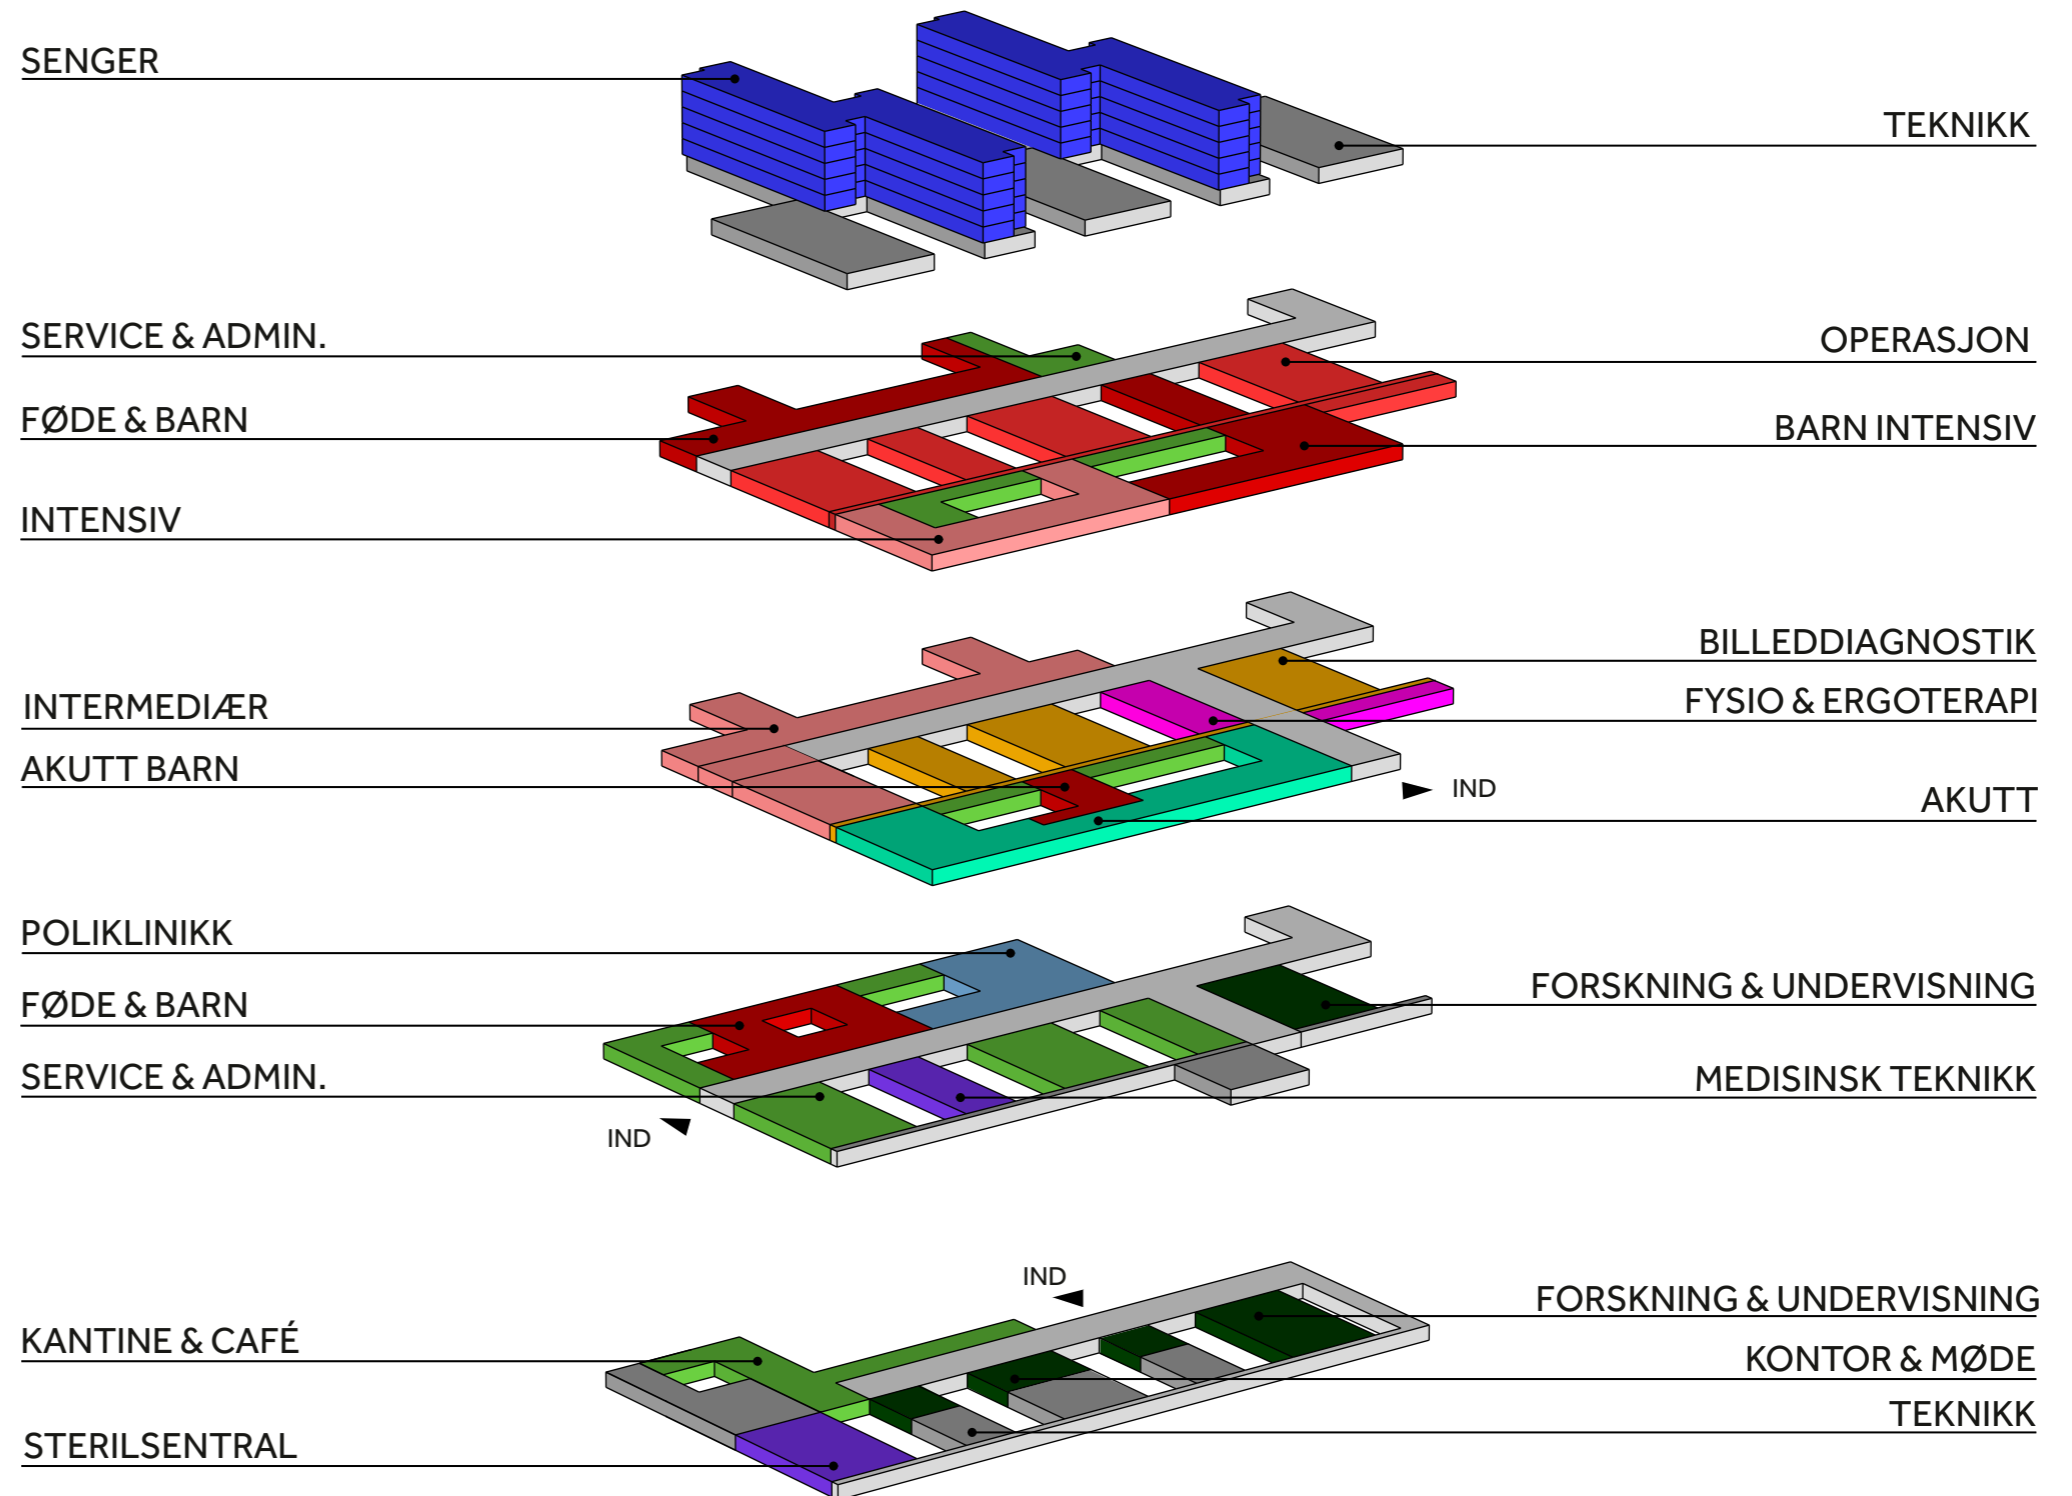 SENGER
TEKNIKK
SERVICE & ADMIN.
OPERASJON
FØDE & BARN
BARN INTENSIV
INTENSIV
BILLEDDIAGNOSTIK
INTERMEDIÆR
FYSIO & ERGOTERAPI
AKUTT BARN
IND
AKUTT
POLIKLINIKK
FORSKNING & UNDERVISNING
FØDE & BARN
SERVICE & ADMIN.
MEDISINSK TEKNIKK
IND
IND
FORSKNING & UNDERVISNING
KANTINE & CAFÉ
KONTOR & MØDE
TEKNIKK
STERILSENTRAL